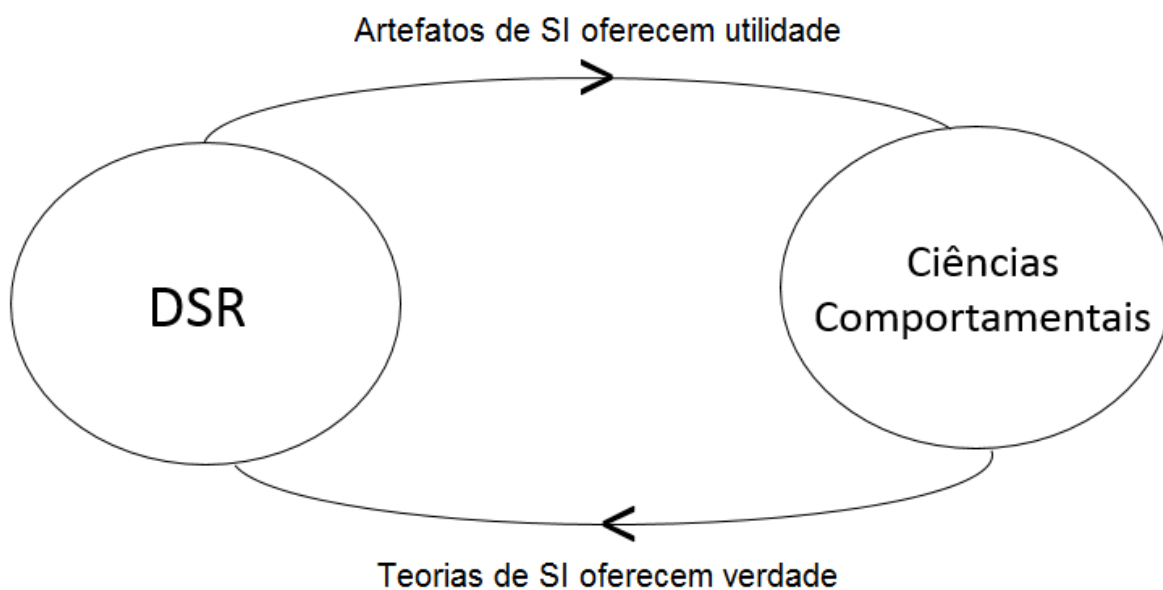 Artefatos de SI oferecem utilidade
DSR
Ciências
Comportamentais
Teorias de SI oferecem verdade